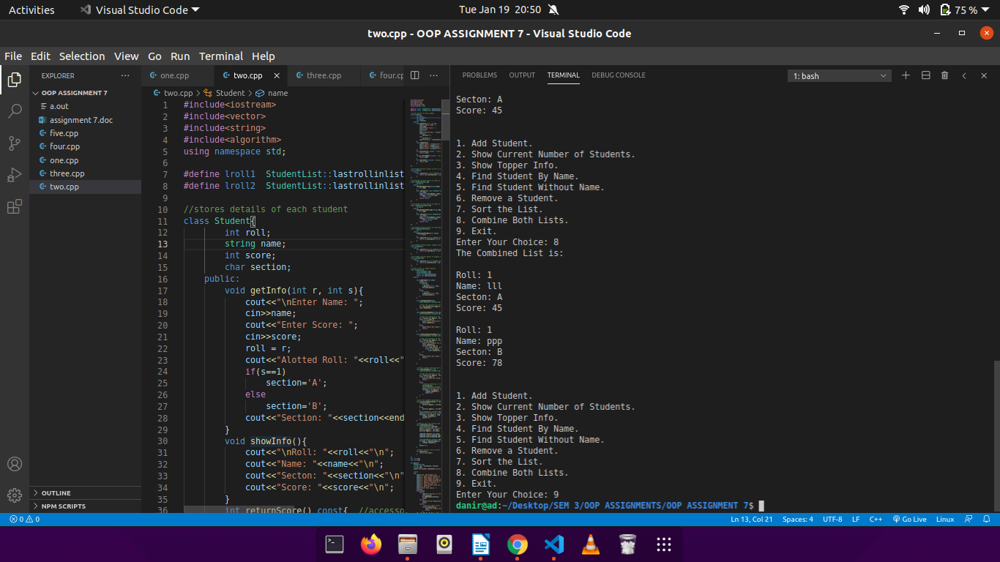 Activities
Visual Studio Code
Tue Jan 19 20:50
75 %
two.cpp - OOP ASSIGNMENT 7 - Visual Studio Code
File Edit Selection View Go Run Terminal Help
EXPLORER
OOP ASSIGNMENT 7
a.out
assignment 7.doc
five.cpp
four.cpp
one.cpp
three.cpp
two.cpp
OUTLINE
NPM SCRIPTS
one.cpp
two.cpp
three.cpp
four.cp
two.cpp > Student > name
1 #include<iostream>
2 #include<vector>
3 #include<string>
4 #include<algorithm>
5 using namespace std;
6
7 #define lroll1  StudentList::lastrollinlist
8 #define lroll2  StudentList::lastrollinlist
9
10 //stores details of each student
11 class Student{
12         int roll;
13         string name;
14         int score;
15         char section;
16     public:
17         void getInfo(int r, int s){
18             cout<<"\nEnter Name: ";
19             cin>>name;
20             cout<<"Enter Score: ";
21             cin>>score;
22             roll = r;
23             cout<<"Alotted Roll: "<<roll<<"
24             if(s==1)
25                 section='A';
26             else
27                 section='B';
28             cout<<"Section: "<<section<<end
29         }
30         void showInfo(){
31             cout<<"\nRoll: "<<roll<<"\n";
32             cout<<"Name: "<<name<<"\n";
33             cout<<"Secton: "<<section<<"\n"
34             cout<<"Score: "<<score<<"\n";
35         }
36         int returnScore() const{  //accesso
PROBLEMS OUTPUT TERMINAL DEBUG CONSOLE
1: bash
Secton: A
Score: 45
1. Add Student.
2. Show Current Number of Students.
3. Show Topper Info.
4. Find Student By Name.
5. Find Student Without Name.
6. Remove a Student.
7. Sort the List.
8. Combine Both Lists.
9. Exit.
Enter Your Choice: 8
The Combined List is:
Roll: 1
Name: lll
Secton: A
Score: 45
Roll: 1
Name: ppp
Secton: B
Score: 78
1. Add Student.
2. Show Current Number of Students.
3. Show Topper Info.
4. Find Student By Name.
5. Find Student Without Name.
6. Remove a Student.
7. Sort the List.
8. Combine Both Lists.
9. Exit.
Enter Your Choice: 9
danir@ad:~/Desktop/SEM 3/OOP ASSIGNMENTS/OOP ASSIGNMENT 7$
0 0
Ln 13, Col 21
Spaces: 4
UTF-8
LF
C++
Go Live
Linux